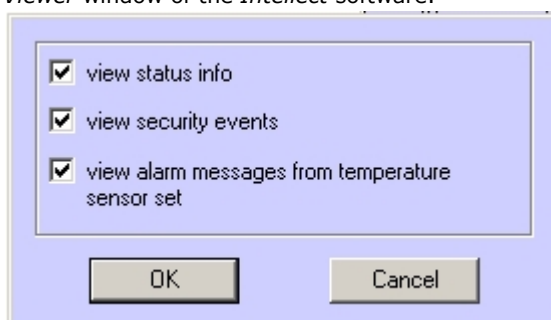 Viewer window of the Intellect software.
view status info
view security events
view alarm messages from temperature
sensor set
OK
Cancel